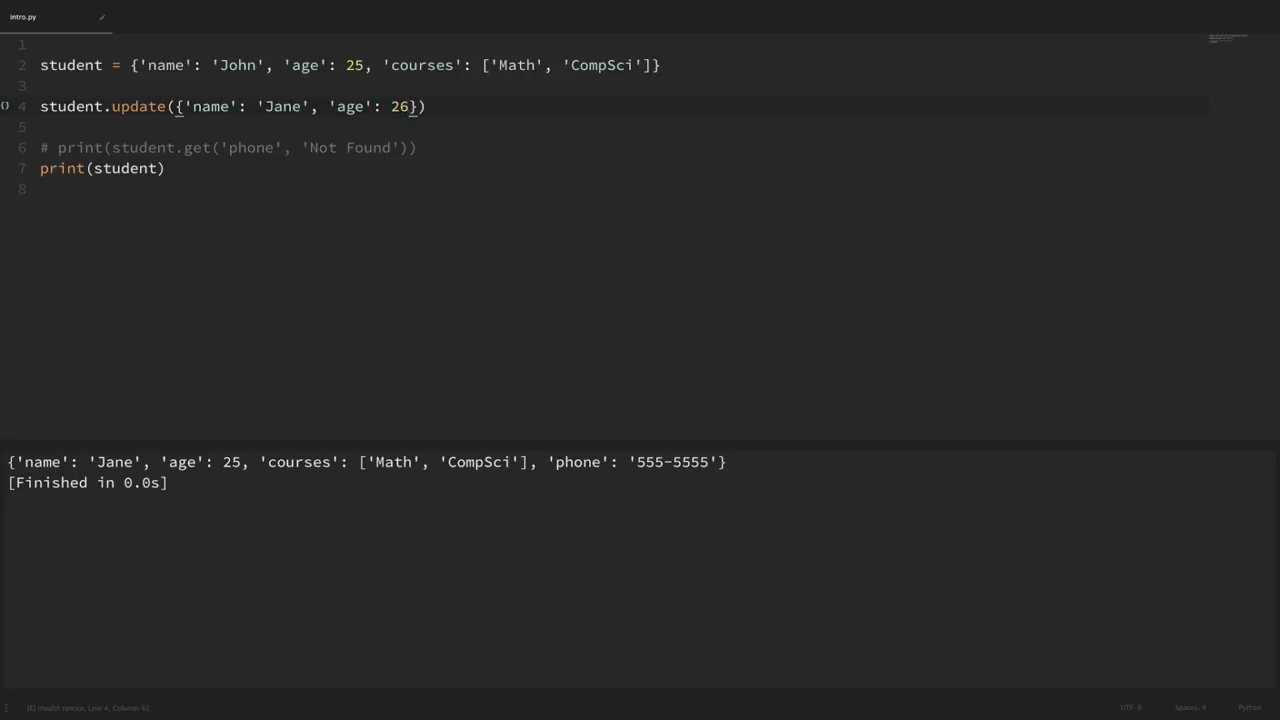 intro.py
1
2 student = {'name': 'John', 'age': 25, 'courses': ['Math', 'CompSci']}
3
{} 4 student.update({'name': 'Jane', 'age': 26})
5
6 # print(student.get('phone', 'Not Found'))
7 print(student)
8
{'name': 'Jane', 'age': 25, 'courses': ['Math', 'CompSci'], 'phone': '555-5555'}
[Finished in 0.0s]
[E] invalid syntax, Line 4, Column 42 UTF-8 Spaces: 4 Python